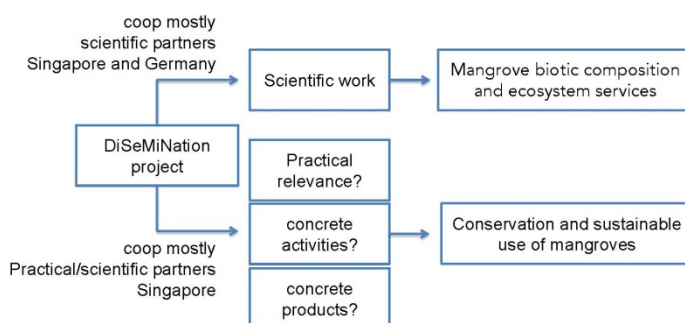 coop mostly
scientific partners
Singapore and Germany
Scientific work
Mangrove biotic composition
and ecosystem services
DiSeMiNation
project
Practical
relevance?
concrete
activities?
Conservation and sustainable
use of mangroves
coop mostly
Practical/scientific partners
Singapore
concrete
products?